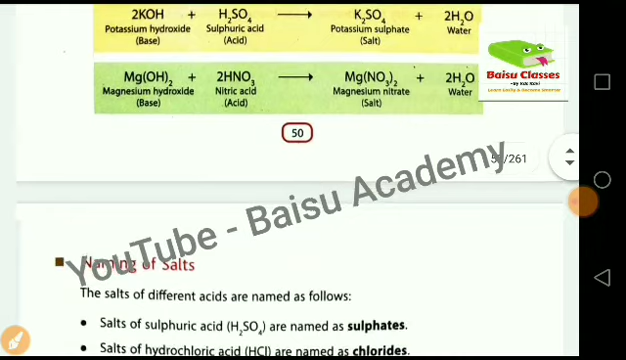 2KOH + H₂SO₄ ⟶ K₂SO₄ + 2H₂O
Potassium hydroxide Sulphuric acid Potassium sulphate Water
(Base) (Acid) (Salt)
Mg(OH)₂ + 2HNO₃ ⟶ Mg(NO₃)₂ + 2H₂O
Magnesium hydroxide Nitric acid Magnesium nitrate Water
(Base) (Acid) (Salt)
Baisu Classes
50
/261
YouTube - Baisu Academy
Naming of Salts
The salts of different acids are named as follows:
• Salts of sulphuric acid (H₂SO₄) are named as sulphates.
• Salts of hydrochloric acid (HCl) are named as chlorides.